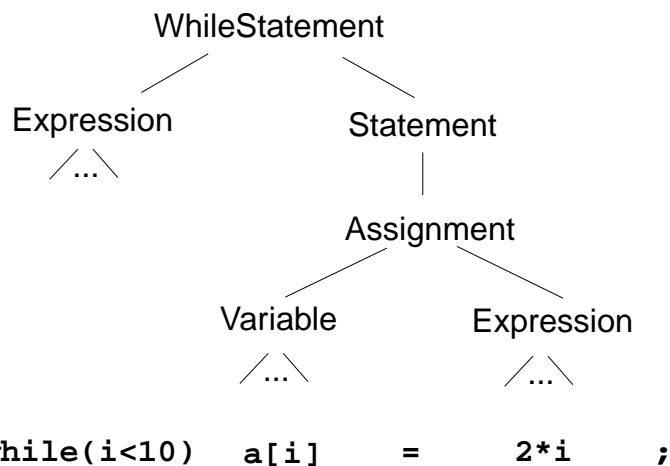 WhileStatement
Expression Statement
...
Assignment
Variable Expression
... ...
hile(i<10) a[i] = 2*i ;